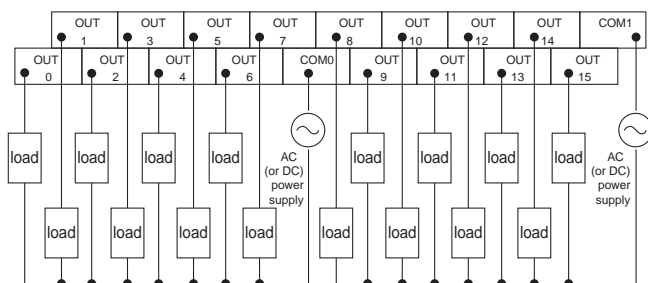 OUT OUT OUT OUT OUT OUT OUT OUT COM1
1 3 5 7 8 10 12 14
OUT OUT OUT OUT COM0 OUT OUT OUT OUT
0 2 4 6 9 11 13 15
load load load load load load load load
AC
(or DC)
power
supply
AC
(or DC)
power
supply
load load load load load load load load